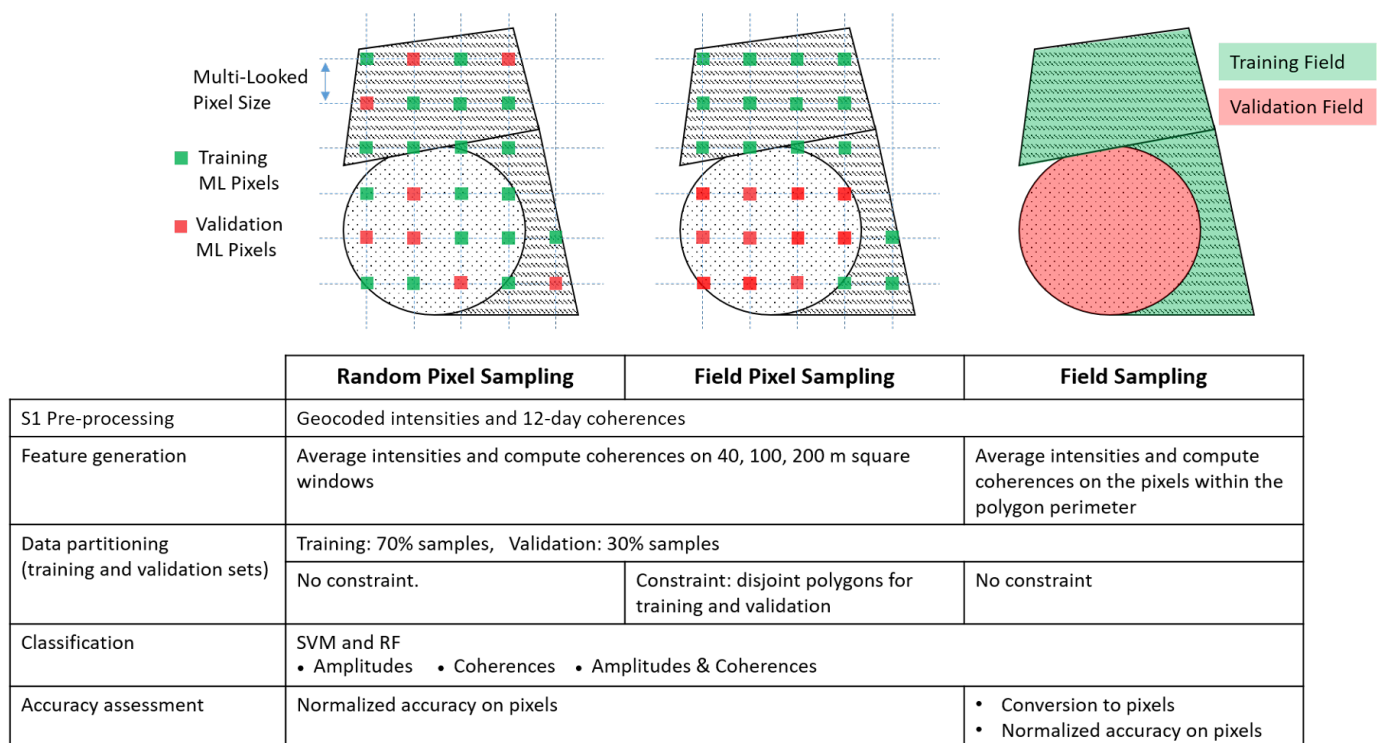 Multi-Looked
Pixel Size
Training
ML Pixels
Validation
ML Pixels
Training Field
Validation Field
Random Pixel Sampling
Field Pixel Sampling
Field Sampling
S1 Pre-processing
Geocoded intensities and 12-day coherences
Feature generation
Average intensities and compute coherences on 40, 100, 200 m square
windows
Average intensities and compute
coherences on the pixels within the
polygon perimeter
Data partitioning
(training and validation sets)
Training: 70% samples,   Validation: 30% samples
No constraint.
Constraint: disjoint polygons for
training and validation
No constraint
Classification
SVM and RF
• Amplitudes • Coherences • Amplitudes & Coherences
Accuracy assessment
Normalized accuracy on pixels
• Conversion to pixels
• Normalized accuracy on pixels